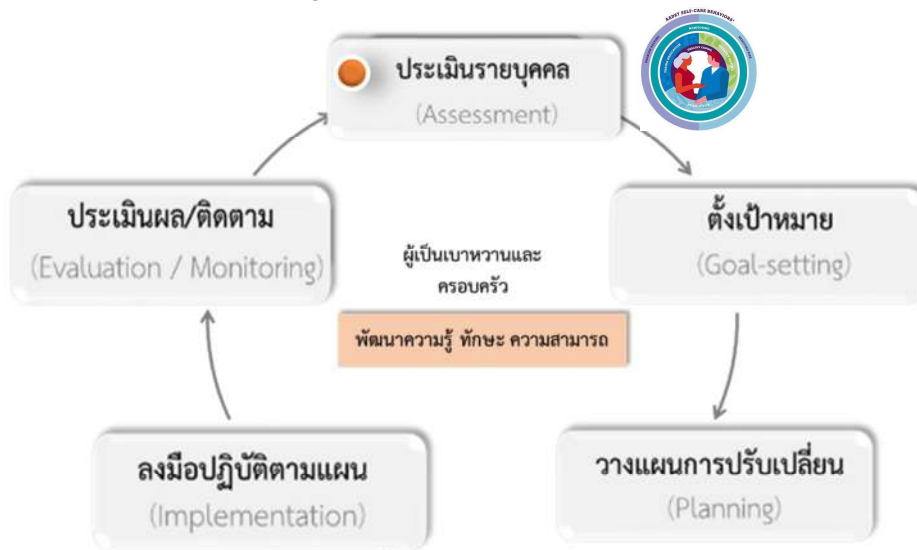 ประเมินรายบุคคล
(Assessment)
ตั้งเป้าหมาย
(Goal-setting)
วางแผนการปรับเปลี่ยน
(Planning)
ลงมือปฏิบัติตามแผน
(Implementation)
ประเมินผล/ติดตาม
(Evaluation / Monitoring)
ผู้เป็นเบาหวานและ
ครอบครัว
พัฒนาความรู้ ทักษะ ความสามารถ